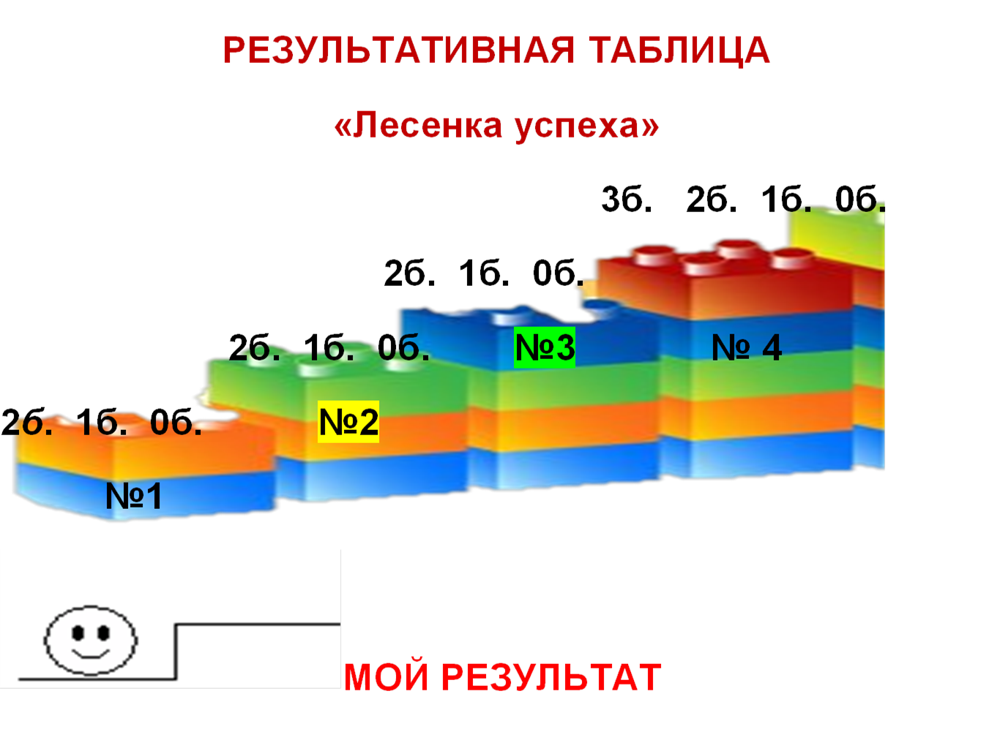 РЕЗУЛЬТАТИВНАЯ ТАБЛИЦА
«Лесенка успеха»
3б. 2б. 1б. 0б.
2б. 1б. 0б.
2б. 1б. 0б. №3 № 4
2б. 1б. 0б. №2
№1
МОЙ РЕЗУЛЬТАТ